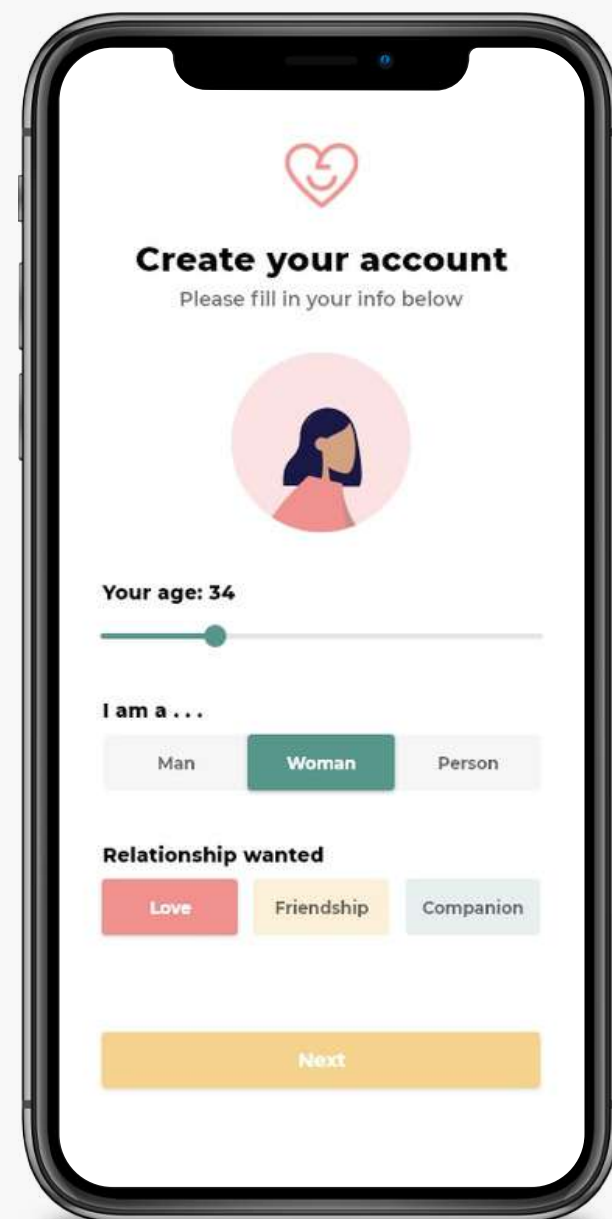 Create your account
Please fill in your info below
Your age: 34
I am a . . .
Man Woman Person
Relationship wanted
Love Friendship Companion
Next